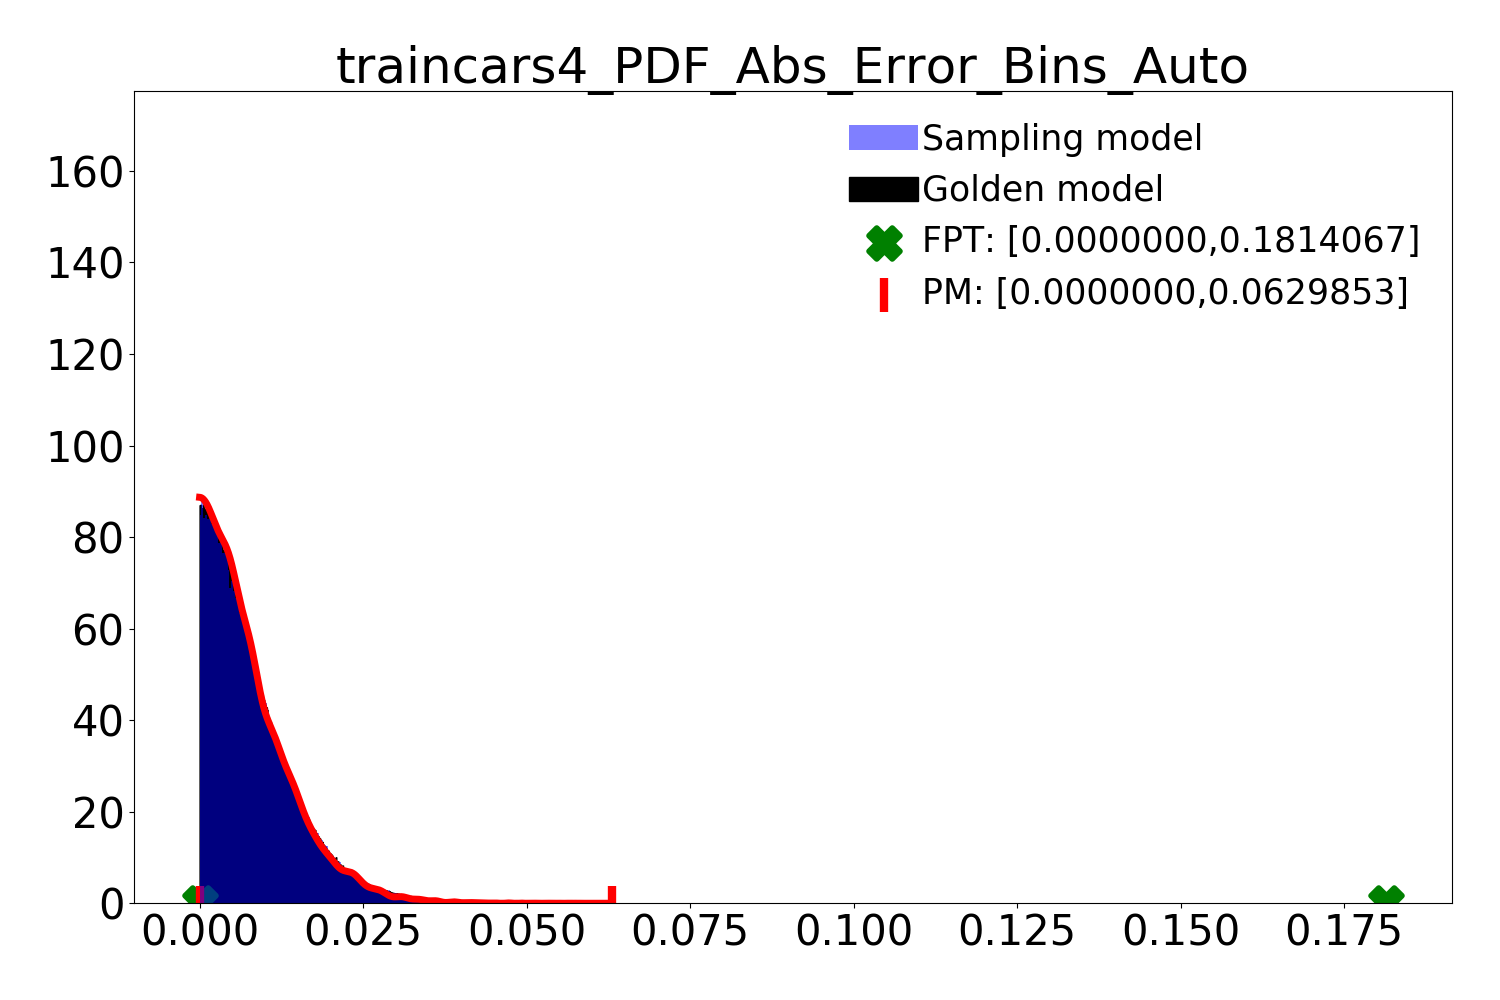 traincars4_PDF_Abs_Error_Bins_Auto
Sampling model
Golden model
FPT: [0.0000000,0.1814067]
PM: [0.0000000,0.0629853]
160
140
120
100
80
60
40
20
0
0.000 0.025 0.050 0.075 0.100 0.125 0.150 0.175